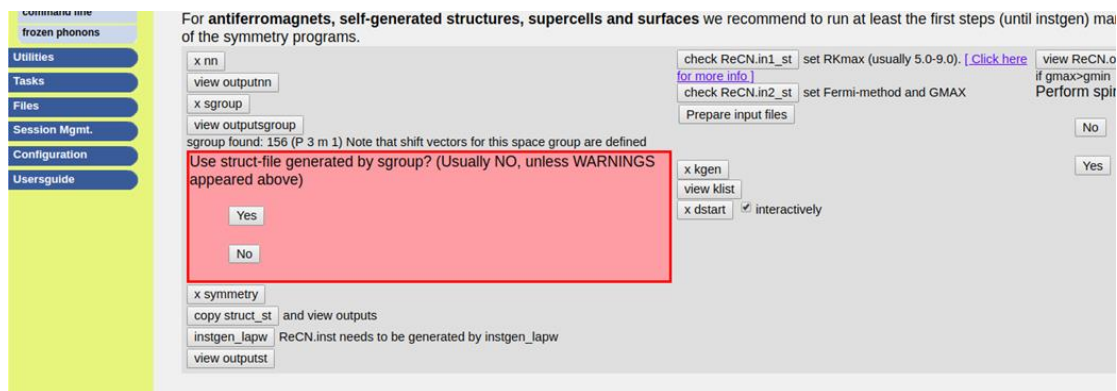 command line
frozen phonons
Utilities
Tasks
Files
Session Mgmt.
Configuration
Usersguide
For antiferromagnets, self-generated structures, supercells and surfaces we recommend to run at least the first steps (until instgen)
of the symmetry programs.
x nn
view outputnn
x sgroup
view outputsgroup
sgroup found: 156 (P 3 m 1) Note that shift vectors for this space group are defined
Use struct-file generated by sgroup? (Usually NO, unless WARNINGS
appeared above)
Yes
No
x symmetry
copy struct_st and view outputs
instgen_lapw ReCN.inst needs to be generated by instgen_lapw
view outputst
check ReCN.in1_st set RKmax (usually 5.0-9.0). [ Click here
for more info ]
check ReCN.in2_st set Fermi-method and GMAX
Prepare input files
x kgen
view klist
x dstart interactively
view ReCN.o
if gmax>gmin
Perform spin
No
Yes